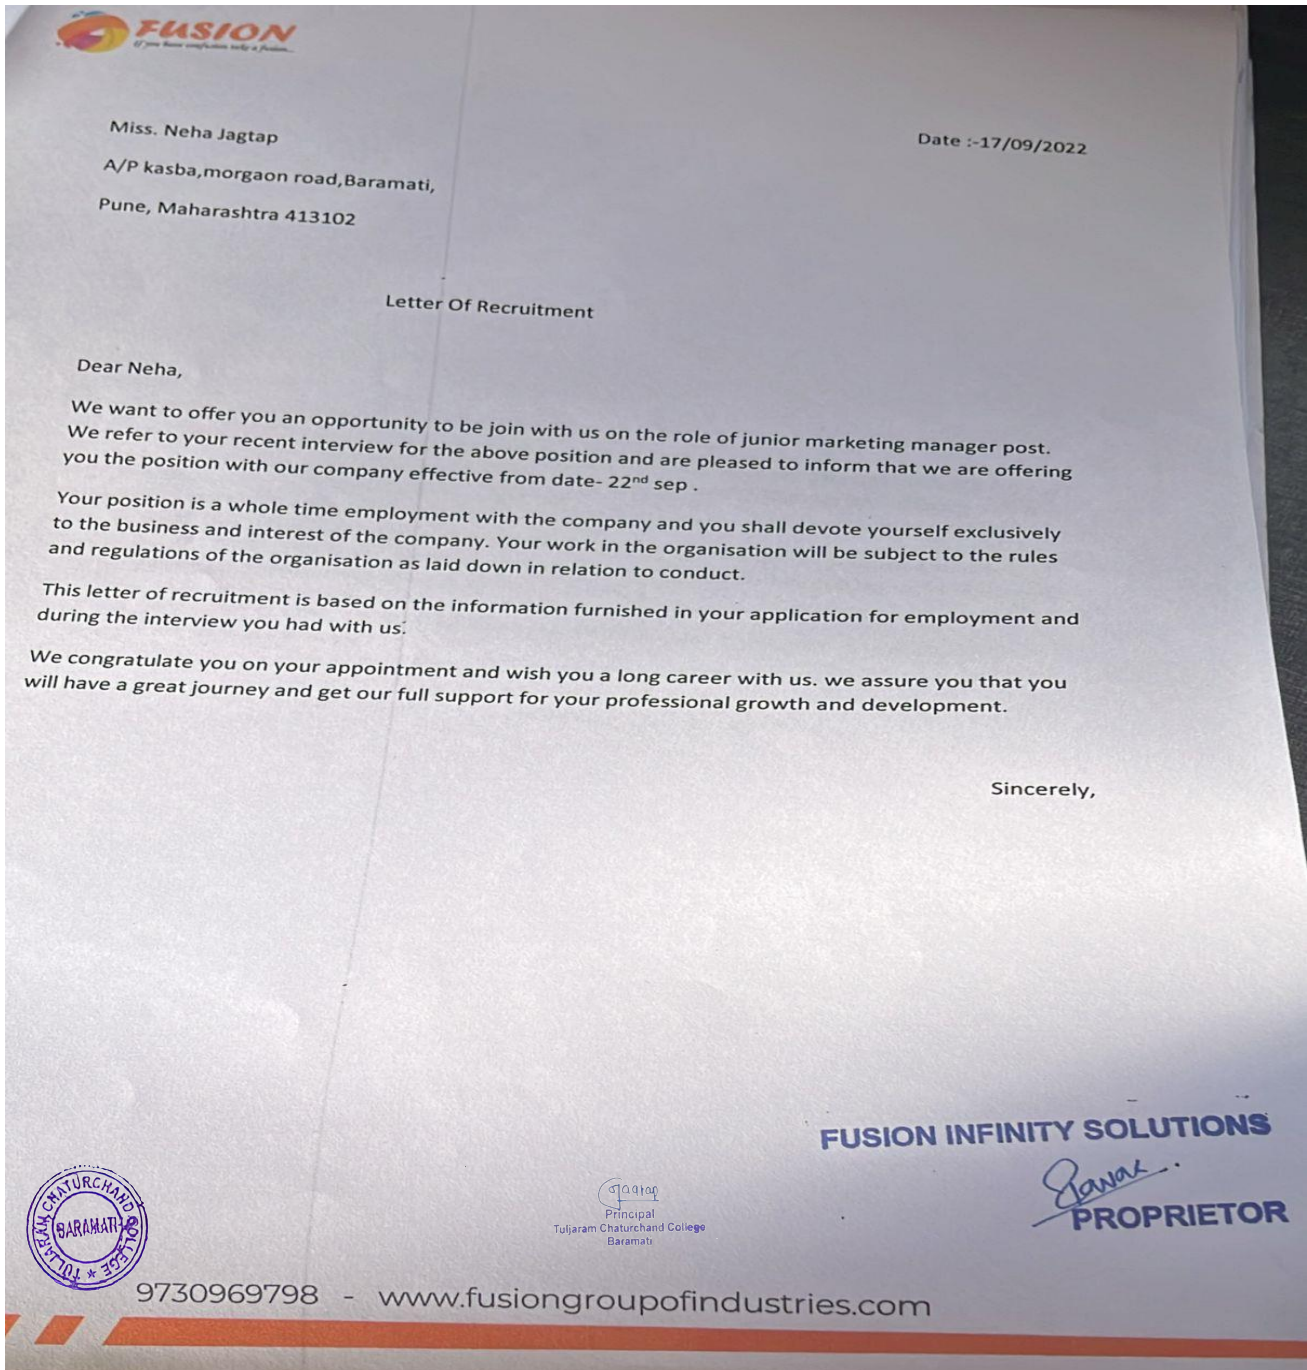 FUSION
If you have confusion take a fusion...
Miss. Neha Jagtap
Date :-17/09/2022
A/P kasba,morgaon road,Baramati,
Pune, Maharashtra 413102
Letter Of Recruitment
Dear Neha,
We want to offer you an opportunity to be join with us on the role of junior marketing manager post.
We refer to your recent interview for the above position and are pleased to inform that we are offering
you the position with our company effective from date- 22nd sep .
Your position is a whole time employment with the company and you shall devote yourself exclusively
to the business and interest of the company. Your work in the organisation will be subject to the rules
and regulations of the organisation as laid down in relation to conduct.
This letter of recruitment is based on the information furnished in your application for employment and
during the interview you had with us.
We congratulate you on your appointment and wish you a long career with us. we assure you that you
will have a great journey and get our full support for your professional growth and development.
Sincerely,
FUSION INFINITY SOLUTIONS
PROPRIETOR
Principal
Tuljaram Chaturchand College
Baramati
TULJARAM CHATURCHAND COLLEGE
BARAMATI
9730969798 - www.fusiongroupofindustries.com